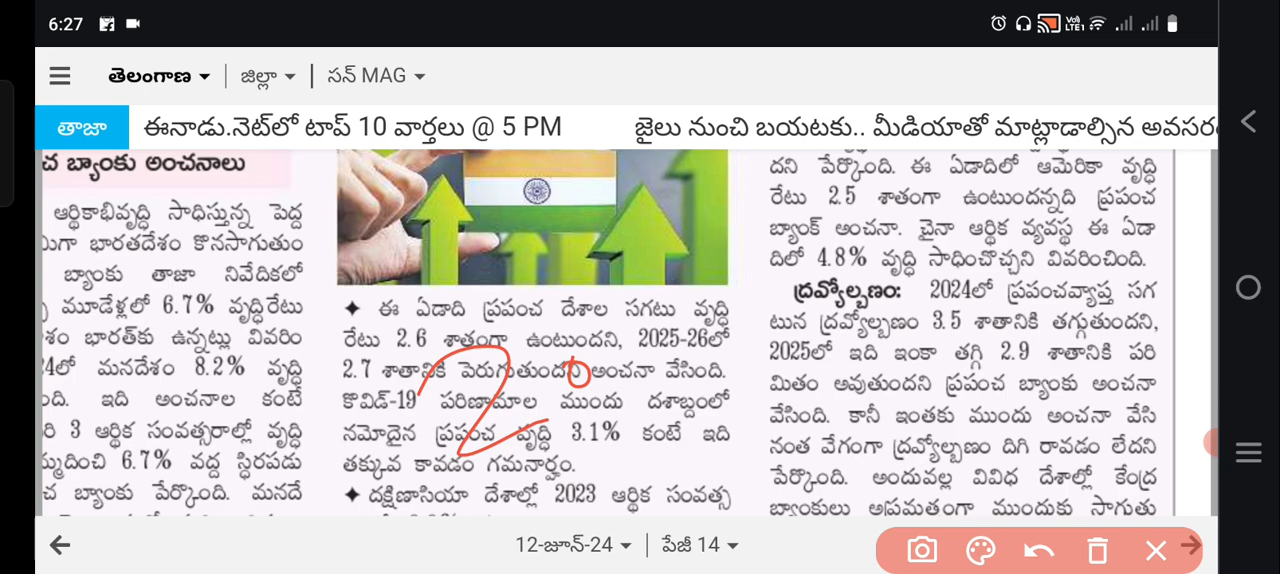 6:27
VoLTE1
తెలంగాణ
జిల్లా
సన్ MAG
తాజా
ఈనాడు.నెట్‌లో టాప్ 10 వార్తలు @ 5 PM
జైలు నుంచి బయటకు.. మీడియాతో మాట్లాడాల్సిన
చ బ్యాంకు అంచనాలు
ఆర్థికాభివృద్ధి సాధిస్తున్న పెద్ద
మిగా భారతదేశం కొనసాగుతుం
బ్యాంకు తాజా నివేదికలో
మూడేళ్లలో 6.7% వృద్ధిరేటు
శం భారత్‌కు ఉన్నట్లు వివరిం
4లో మనదేశం 8.2% వృద్ధి
ంది. ఇది అంచనాల కంటే
రి 3 ఆర్థిక సంవత్సరాల్లో వృద్ధి
మ్మదించి 6.7% వద్ద స్థిరపడు
చ బ్యాంకు పేర్కొంది. మనదే
✦ ఈ ఏడాది ప్రపంచ దేశాల సగటు వృద్ధి
రేటు 2.6 శాతంగా ఉంటుందని, 2025-26లో
2.7 శాతానికి పెరుగుతుందని అంచనా వేసింది.
కొవిడ్-19 పరిణామాల ముందు దశాబ్దంలో
నమోదైన ప్రపంచ వృద్ధి 3.1% కంటే ఇది
తక్కువ కావడం గమనార్హం.
✦ దక్షిణాసియా దేశాల్లో 2023 ఆర్థిక సంవత్స
2
దని పేర్కొంది. ఈ ఏడాదిలో ఆమెరికా వృద్ధి
రేటు 2.5 శాతంగా ఉంటుందన్నది ప్రపంచ
బ్యాంక్ అంచనా. చైనా ఆర్థిక వ్యవస్థ ఈ ఏడా
దిలో 4.8% వృద్ధి సాధించొచ్చని వివరించింది.
ద్రవ్యోల్బణం: 2024లో ప్రపంచవ్యాప్త సగ
టున ద్రవ్యోల్బణం 3.5 శాతానికి తగ్గుతుందని,
2025లో ఇది ఇంకా తగ్గి 2.9 శాతానికి పరి
మితం అవుతుందని ప్రపంచ బ్యాంకు అంచనా
వేసింది. కానీ ఇంతకు ముందు అంచనా వేసి
నంత వేగంగా ద్రవ్యోల్బణం దిగి రావడం లేదని
పేర్కొంది. అందువల్ల వివిధ దేశాల్లో కేంద్ర
బ్యాంకులు అప్రమత్తంగా ముందుకు సాగుతు
12-జూన్-24
పేజీ 14